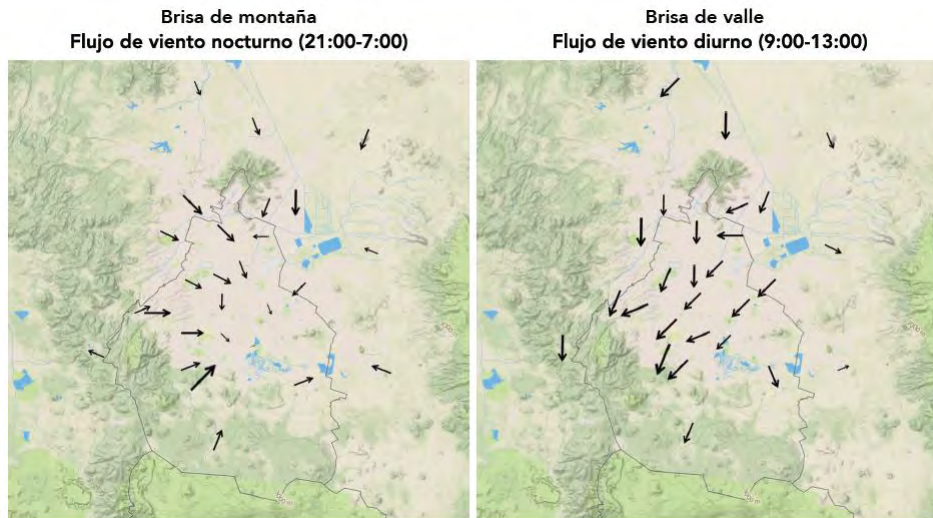 Brisa de montaña
Flujo de viento nocturno (21:00-7:00)
Brisa de valle
Flujo de viento diurno (9:00-13:00)